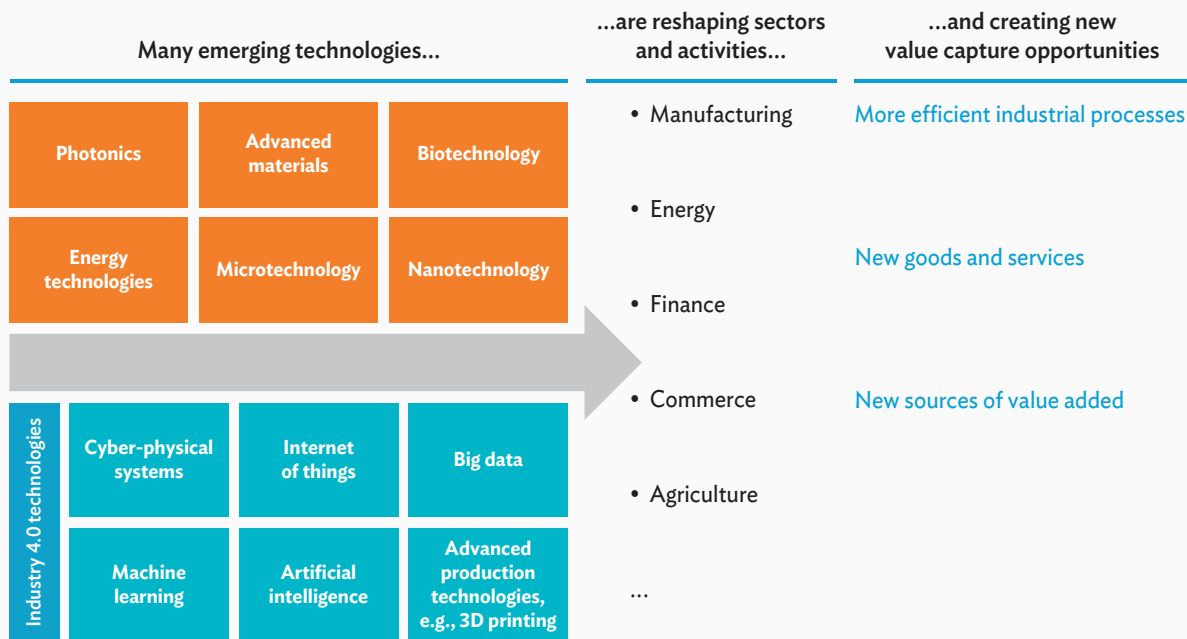 Many emerging technologies...
...are reshaping sectors
and activities...
...and creating new
value capture opportunities
Photonics
Advanced
materials
Biotechnology
Energy
technologies
Microtechnology
Nanotechnology
Industry 4.0 technologies
Cyber-physical
systems
Internet
of things
Big data
Machine
learning
Artificial
intelligence
Advanced
production
technologies,
e.g., 3D printing
• Manufacturing
• Energy
• Finance
• Commerce
• Agriculture
...
More efficient industrial processes
New goods and services
New sources of value added